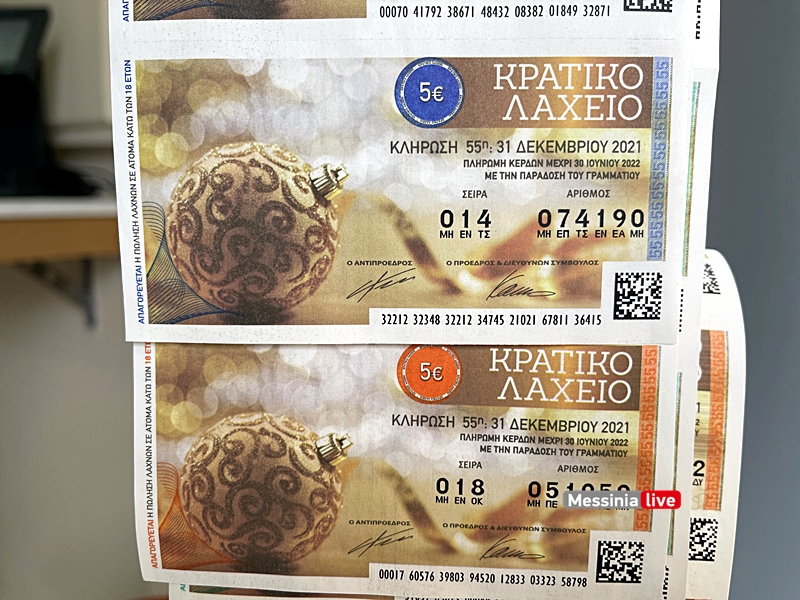 00070 41792 38671 48432 08382 01849 32871
ΑΠΑΓΟΡΕΥΕΤΑΙ Η ΠΩΛΗΣΗ ΛΑΧΝΩΝ ΣΕ ΑΤΟΜΑ ΚΑΤΩ ΤΩΝ 18 ΕΤΩΝ
5€
ΚΡΑΤΙΚΟ
ΛΑΧΕΙΟ
ΚΛΗΡΩΣΗ 55η: 31 ΔΕΚΕΜΒΡΙΟΥ 2021
ΠΛΗΡΩΜΗ ΚΕΡΔΩΝ ΜΕΧΡΙ 30 ΙΟΥΝΙΟΥ 2022
ΜΕ ΤΗΝ ΠΑΡΑΔΟΣΗ ΤΟΥ ΓΡΑΜΜΑΤΙΟΥ
ΣΕΙΡΑ ΑΡΙΘΜΟΣ
014 074190
ΜΗ ΕΝ ΤΣ ΜΗ ΕΠ ΤΣ ΕΝ ΕΑ ΜΗ
Ο ΑΝΤΙΠΡΟΕΔΡΟΣ Ο ΠΡΟΕΔΡΟΣ & ΔΙΕΥΘΥΝΩΝ ΣΥΜΒΟΥΛΟΣ
32212 32348 32212 34745 21021 67811 36415
ΑΠΑΓΟΡΕΥΕΤΑΙ Η ΠΩΛΗΣΗ ΛΑΧΝΩΝ ΣΕ ΑΤΟΜΑ ΚΑΤΩ ΤΩΝ 18 ΕΤΩΝ
5€
ΚΡΑΤΙΚΟ
ΛΑΧΕΙΟ
ΚΛΗΡΩΣΗ 55η: 31 ΔΕΚΕΜΒΡΙΟΥ 2021
ΠΛΗΡΩΜΗ ΚΕΡΔΩΝ ΜΕΧΡΙ 30 ΙΟΥΝΙΟΥ 2022
ΜΕ ΤΗΝ ΠΑΡΑΔΟΣΗ ΤΟΥ ΓΡΑΜΜΑΤΙΟΥ
ΣΕΙΡΑ ΑΡΙΘΜΟΣ
018
ΜΗ ΕΝ ΟΚ ΜΗ ΠΕ
Messinia live
Ο ΑΝΤΙΠΡΟΕΔΡΟΣ Ο ΠΡΟΕΔΡΟΣ & ΔΙΕΥΘΥΝΩΝ ΣΥΜΒΟΥΛΟΣ
00017 60576 39803 94520 12833 03323 58798